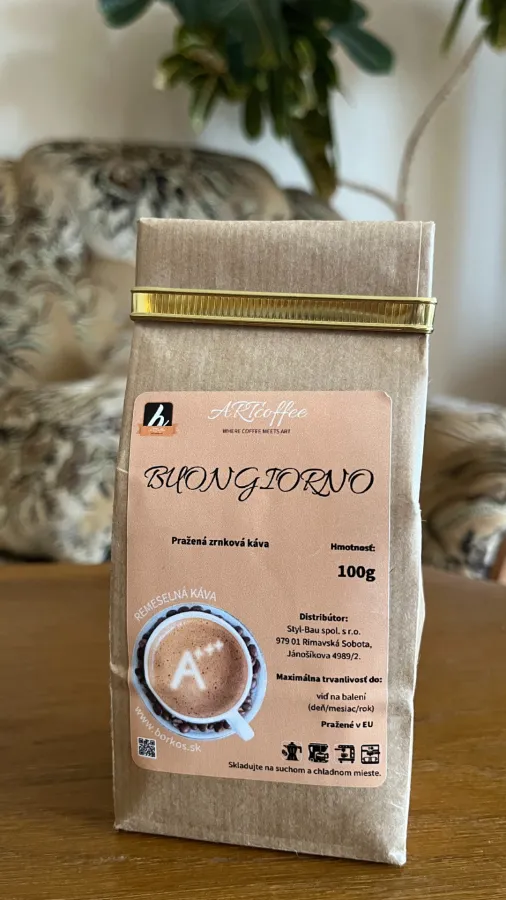 h
ARTcoffee
WHERE COFFEE MEETS ART
BUONGIORNO
Pražená zrnková káva
Hmotnosť:
100g
REMESELNÁ KÁVA
A+++
www.borkos.sk
Distribútor:
Styl-Bau spol. s r.o.
979 01 Rimavská Sobota,
Jánošíkova 4989/2.
Maximálna trvanlivosť do:
viď na balení
(deň/mesiac/rok)
Pražené v EU
Skladujte na suchom a chladnom mieste.